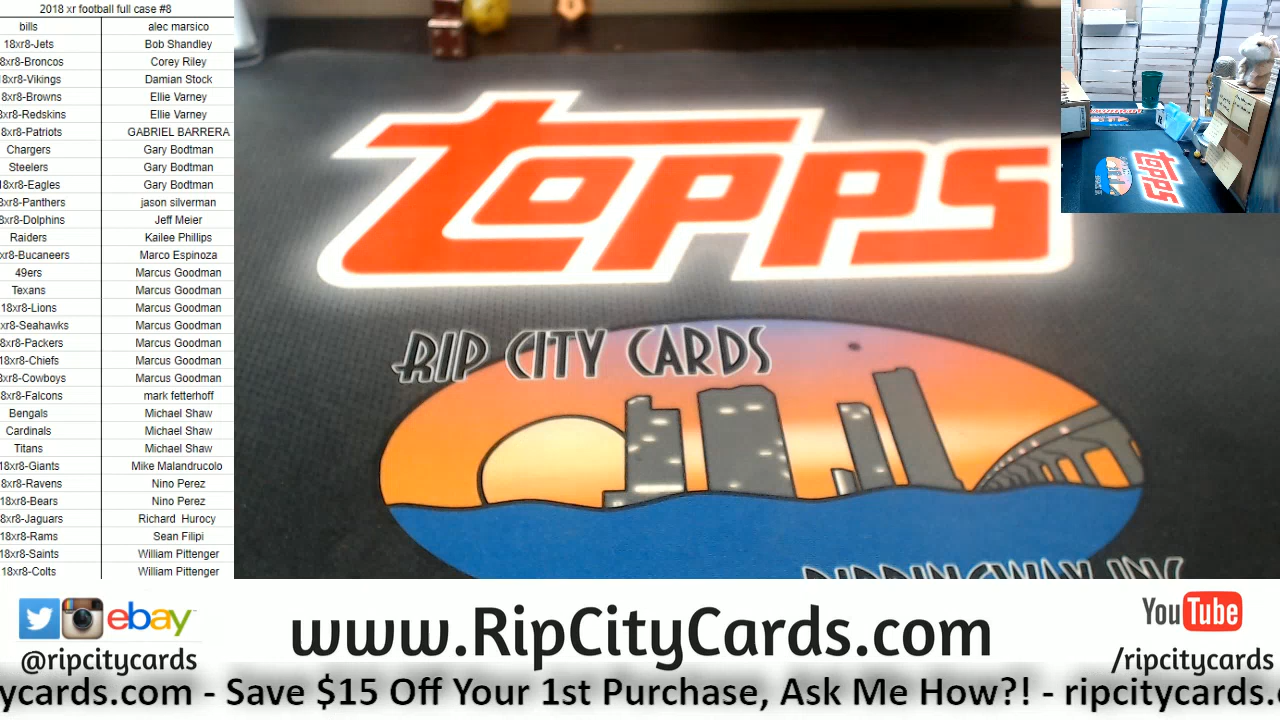 2018 xr football full case #8
bills alec marsico
18xr8-Jets Bob Shandley
8xr8-Broncos Corey Riley
8xr8-Vikings Damian Stock
8xr8-Browns Ellie Varney
8xr8-Redskins Ellie Varney
8xr8-Patriots GABRIEL BARRERA
Chargers Gary Bodtman
Steelers Gary Bodtman
18xr8-Eagles Gary Bodtman
8xr8-Panthers jason silverman
8xr8-Dolphins Jeff Meier
Raiders Kailee Phillips
xr8-Bucaneers Marco Espinoza
49ers Marcus Goodman
Texans Marcus Goodman
18xr8-Lions Marcus Goodman
xr8-Seahawks Marcus Goodman
8xr8-Packers Marcus Goodman
18xr8-Chiefs Marcus Goodman
8xr8-Cowboys Marcus Goodman
8xr8-Falcons mark fetterhoff
Bengals Michael Shaw
Cardinals Michael Shaw
Titans Michael Shaw
18xr8-Giants Mike Malandrucolo
8xr8-Ravens Nino Perez
18xr8-Bears Nino Perez
8xr8-Jaguars Richard Hurocy
18xr8-Rams Sean Filipi
18xr8-Saints William Pittenger
18xr8-Colts William Pittenger
topps
RIP CITY CARDS
RIPPINGWAX INC
topps
ebay
@ripcitycards
www.RipCityCards.com
YouTube
/ripcitycards
ycards.com - Save $15 Off Your 1st Purchase, Ask Me How?! - ripcitycards.c